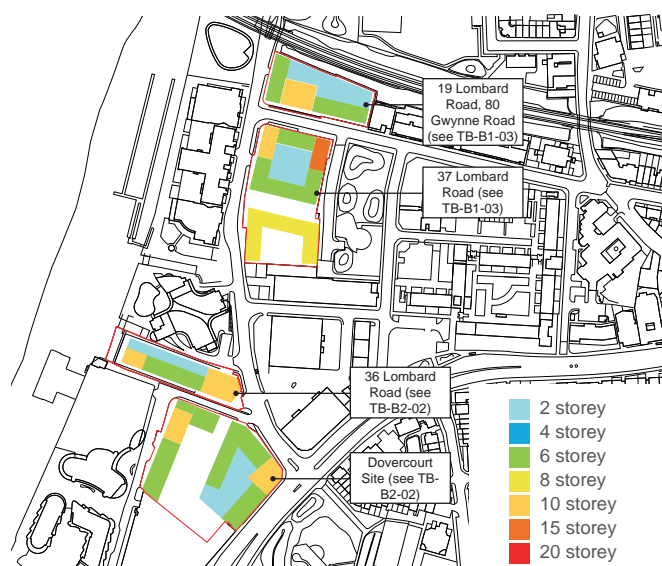 19 Lombard
Road, 80
Gwynne Road
(see TB-B1-03)
37 Lombard
Road (see
TB-B1-03)
36 Lombard
Road (see
TB-B2-02)
Dovercourt
Site (see TB-
B2-02)
2 storey
4 storey
6 storey
8 storey
10 storey
15 storey
20 storey